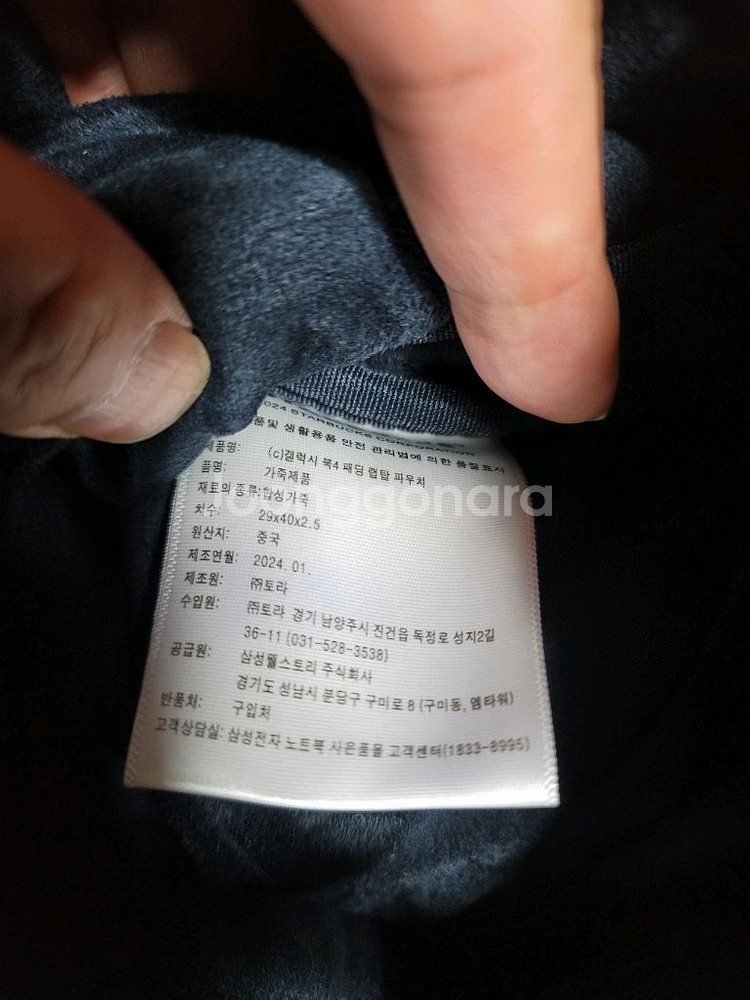 024 STARBUCKS CORPORATION
품및 생활용품 안전 관리법에 의한 품질표시
제품명: (c)갤럭시 북4 패딩 랩탑 파우치
품명: 가죽제품
재료의 종류:합성가죽
치수: 29x40x2.5
원산지: 중국
제조연월: 2024. 01.
제조원: ㈜토라
수입원: ㈜토라 경기 남양주시 진건읍 독정로 성지2길
36-11 (031-528-3538)
공급원: 삼성웰스토리 주식회사
경기도 성남시 분당구 구미로 8 (구미동, 엠타워)
반품처: 구입처
고객상담실: 삼성전자 노트북 사은품몰 고객센터(1833-8995)
joonggonara